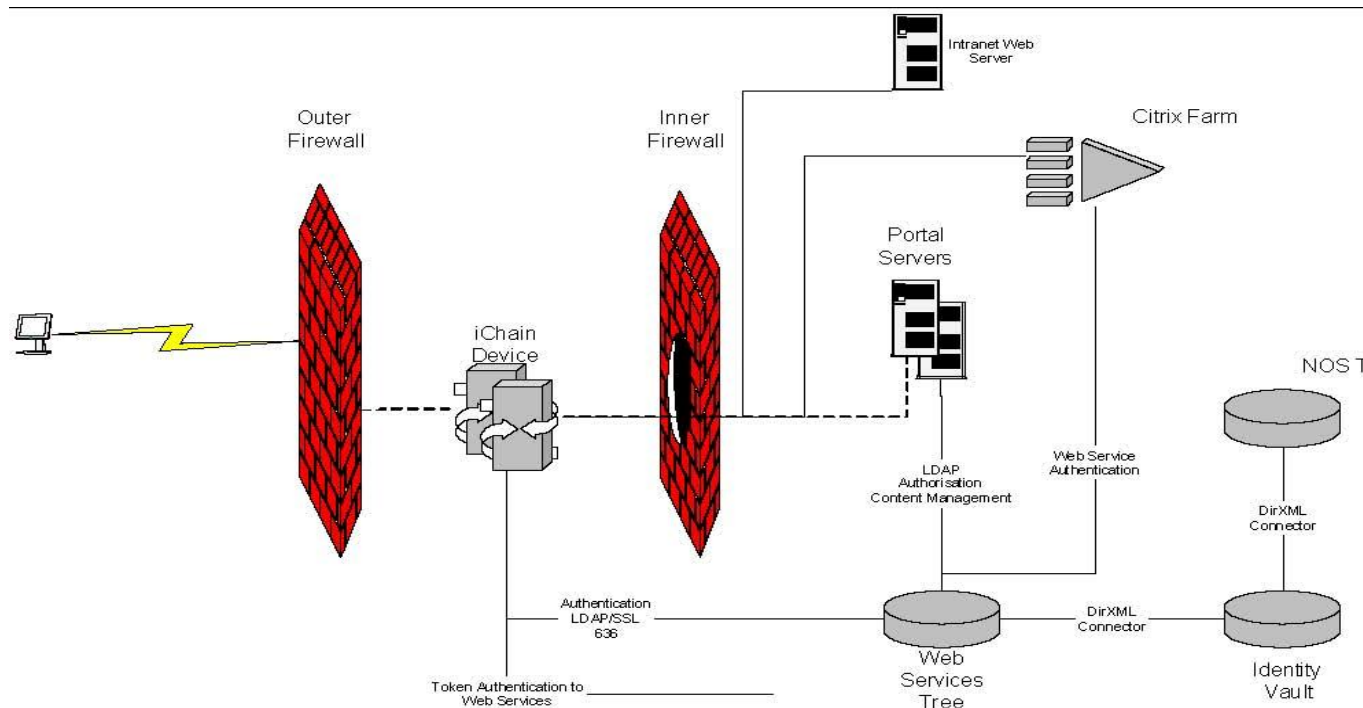 Intranet Web
Server
Outer
Firewall
Inner
Firewall
Citrix Farm
Portal
Servers
iChain
Device
NOS T
LDAP
Authorisation
Content Management
Web Service
Authentication
DirXML
Connector
Authentication
LDAP/SSL
636
DirXML
Connector
Web
Services
Tree
Identity
Vault
Token Authentication to
Web Services